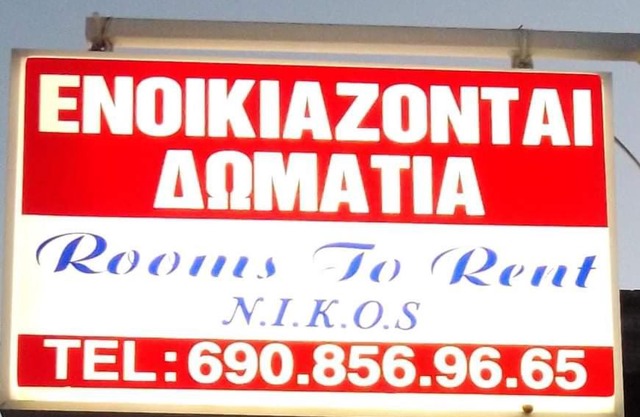 ΕΝΟΙΚΙΑΖΟΝΤΑΙ
ΔΩΜΑΤΙΑ
Rooms To Rent
N.I.K.O.S
TEL: 690.856.96.65